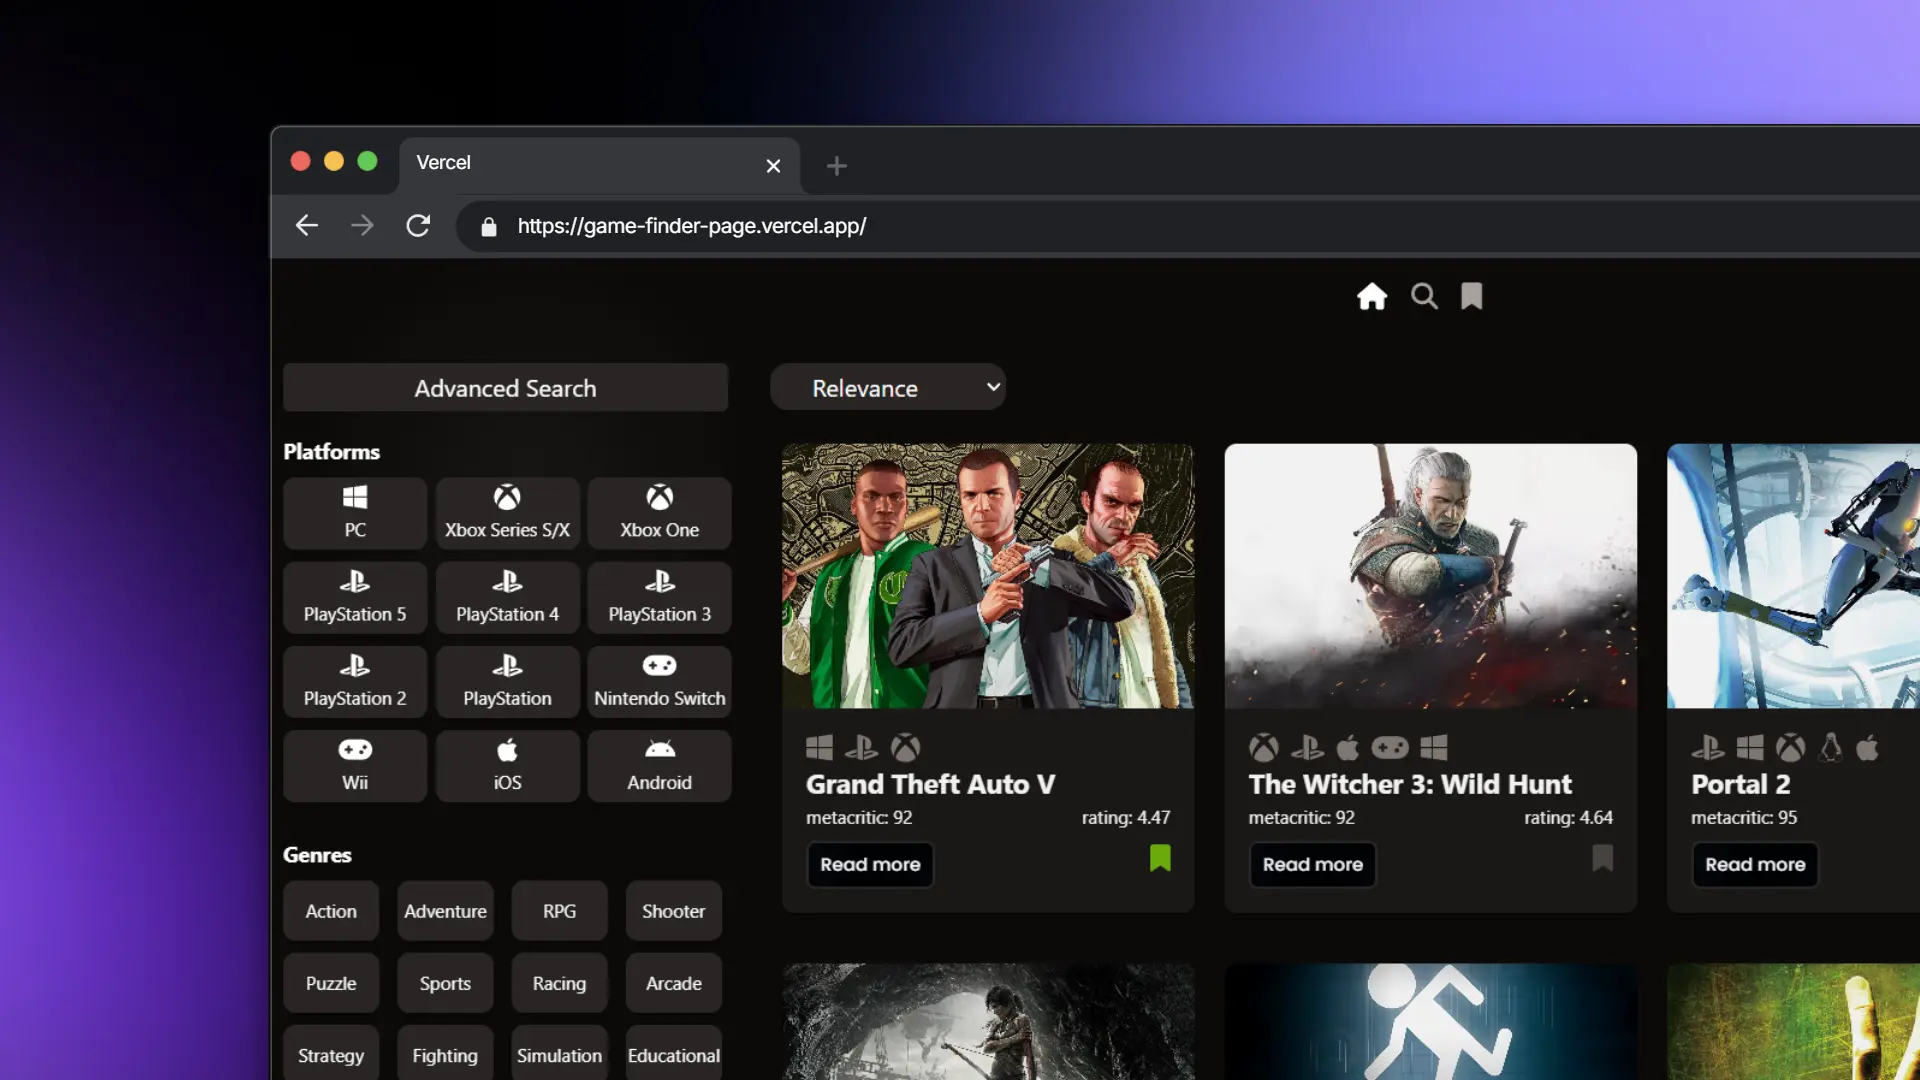 Vercel
https://game-finder-page.vercel.app/
Advanced Search
Relevance
Platforms
PC
Xbox Series S/X
Xbox One
PlayStation 5
PlayStation 4
PlayStation 3
PlayStation 2
PlayStation
Nintendo Switch
Wii
iOS
Android
Genres
Action
Adventure
RPG
Shooter
Puzzle
Sports
Racing
Arcade
Strategy
Fighting
Simulation
Educational
Grand Theft Auto V
metacritic: 92
rating: 4.47
Read more
The Witcher 3: Wild Hunt
metacritic: 92
rating: 4.64
Read more
Portal 2
metacritic: 95
Read more